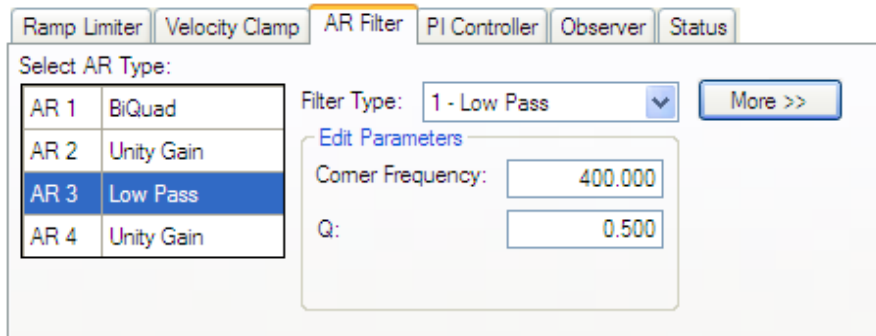 Ramp Limiter Velocity Clamp AR Filter PI Controller Observer Status
Select AR Type:
AR 1 BiQuad
AR 2 Unity Gain
AR 3 Low Pass
AR 4 Unity Gain
Filter Type: 1 - Low Pass More >>
Edit Parameters
Corner Frequency: 400.000
Q: 0.500